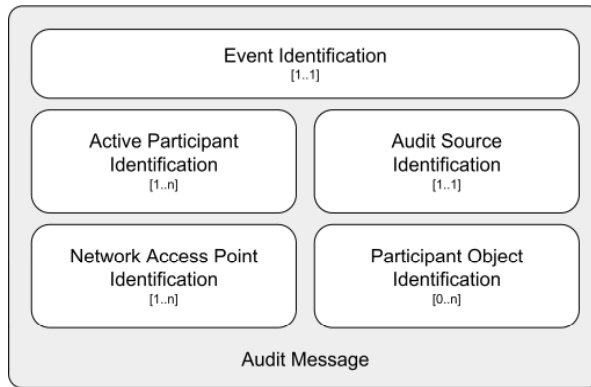 Event Identification
[1..1]
Active Participant
Identification
[1..n]
Audit Source
Identification
[1..1]
Network Access Point
Identification
[1..n]
Participant Object
Identification
[0..n]
Audit Message